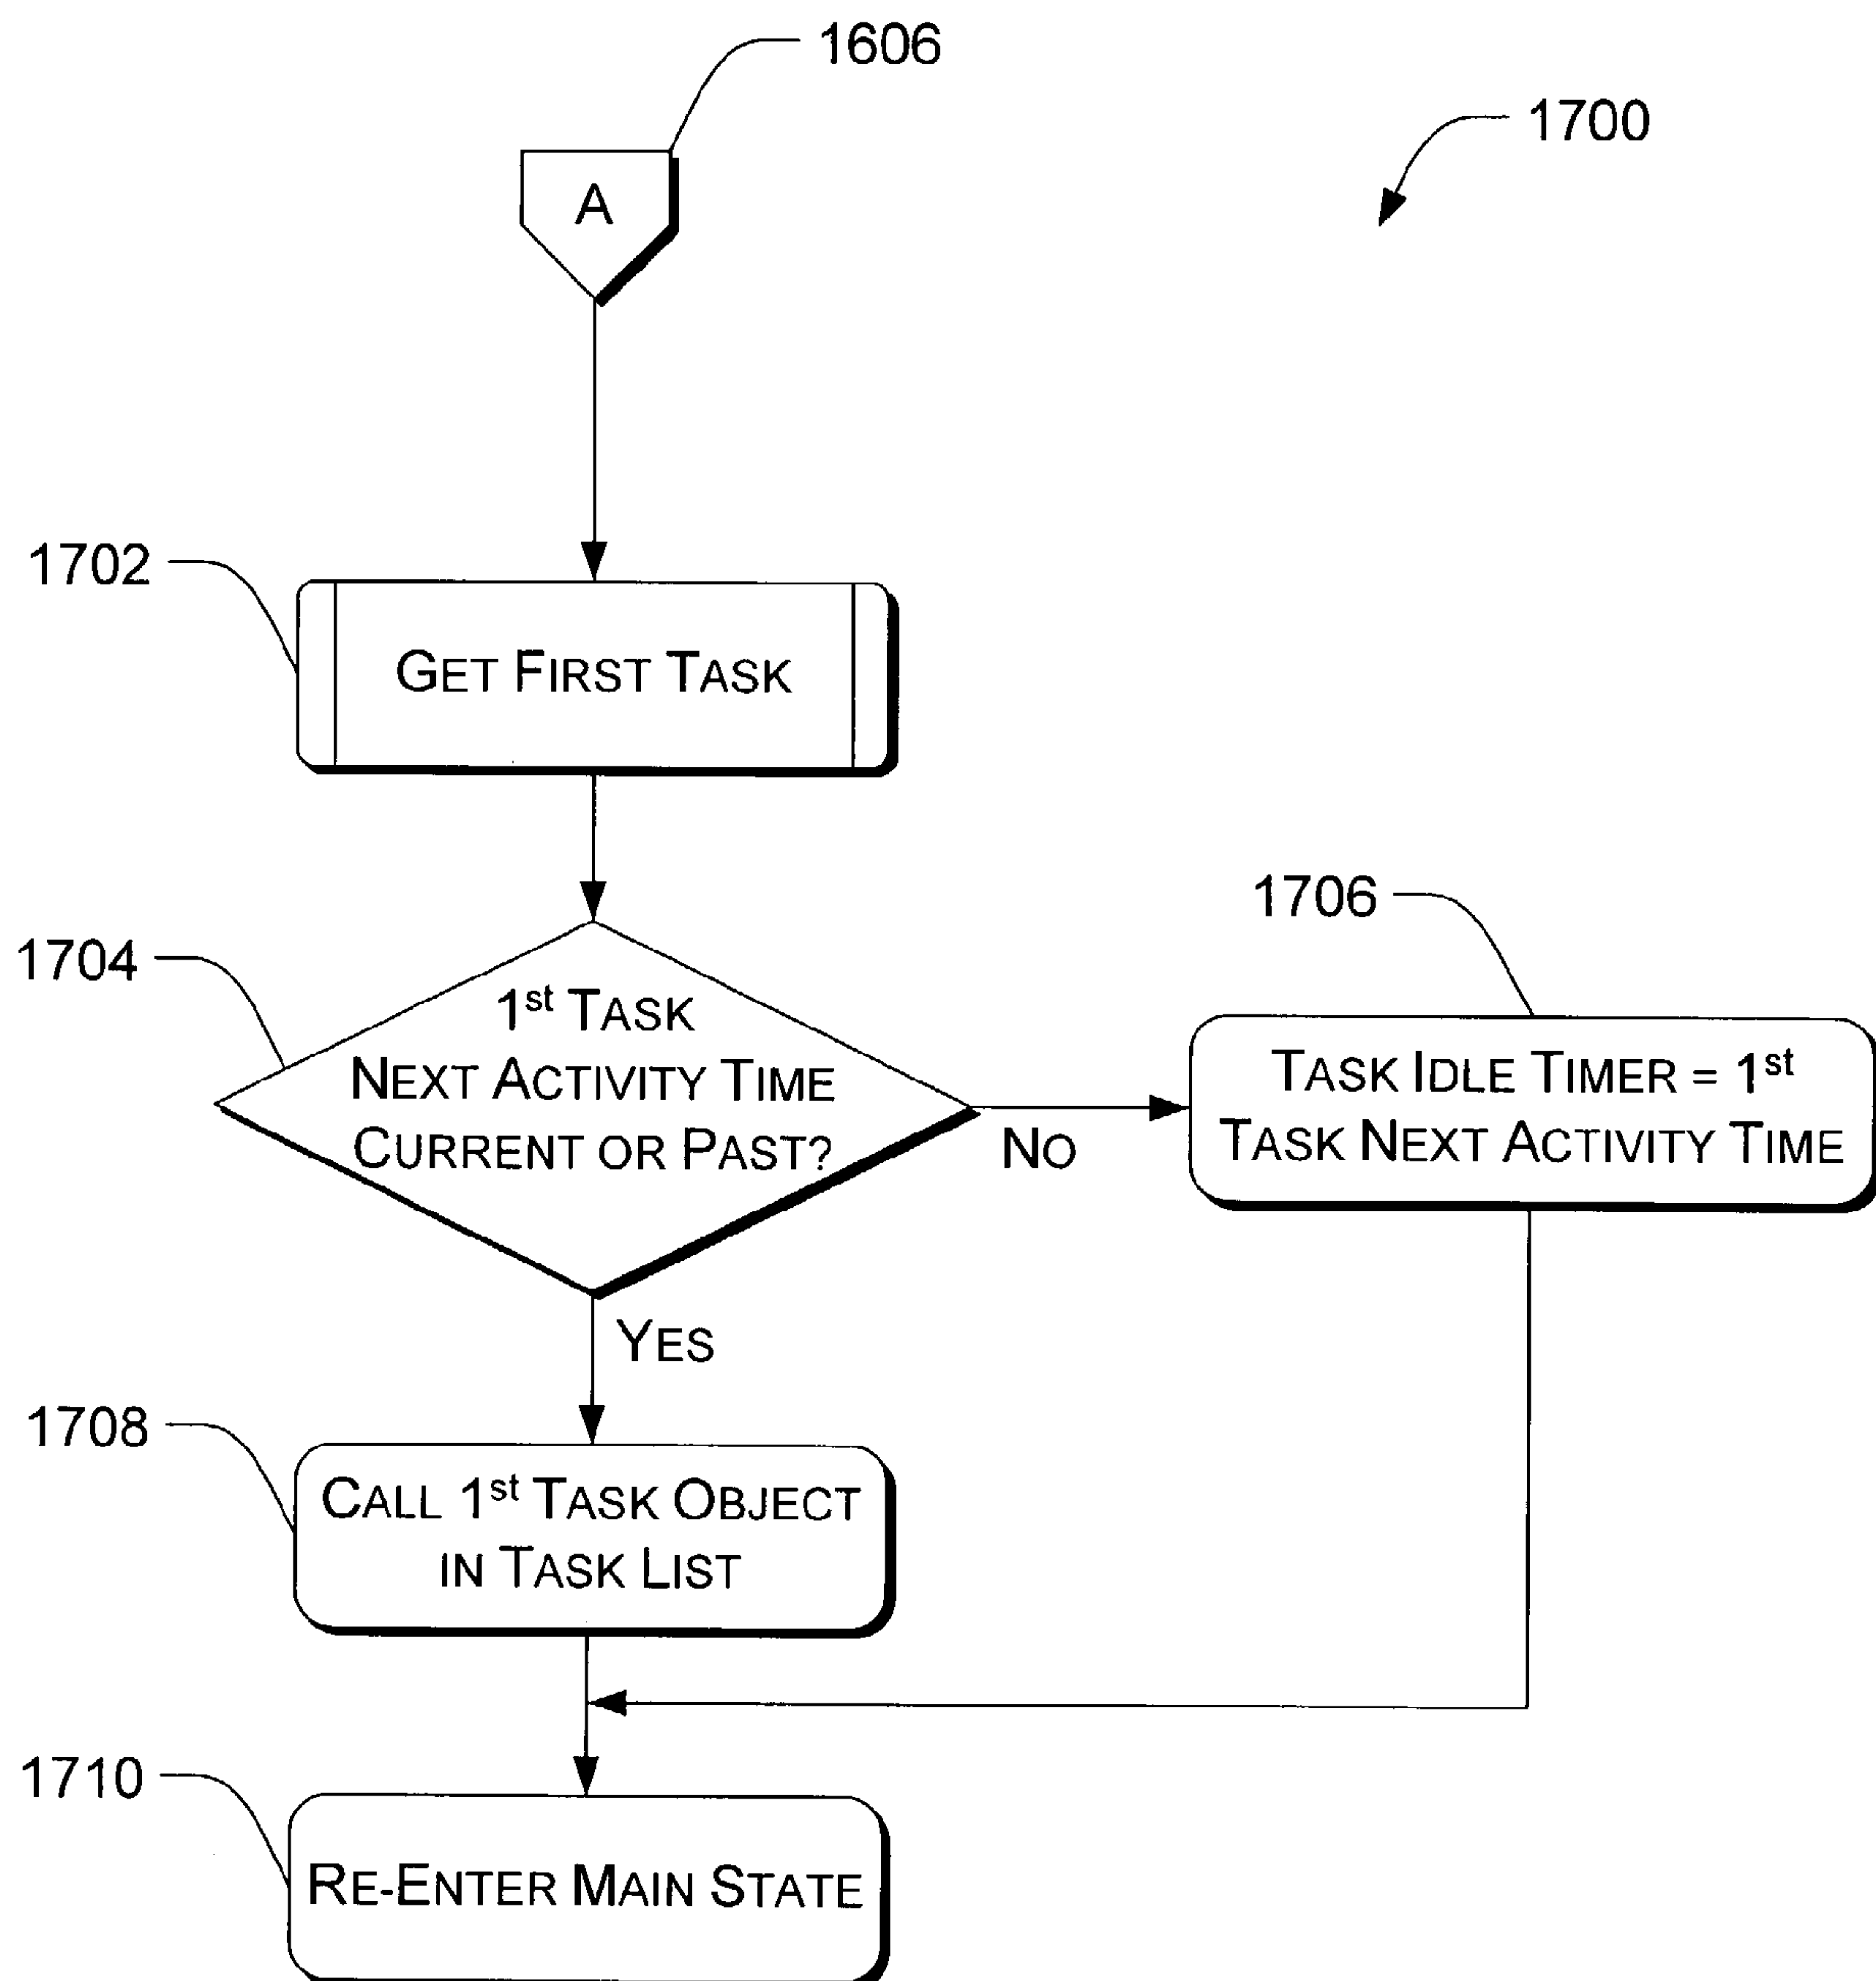 1606
1700
A
1702
GET FIRST TASK
1704
1st TASK
NEXT ACTIVITY TIME
CURRENT OR PAST?
NO
1706
TASK IDLE TIMER = 1st
TASK NEXT ACTIVITY TIME
YES
1708
CALL 1st TASK OBJECT
IN TASK LIST
1710
RE-ENTER MAIN STATE